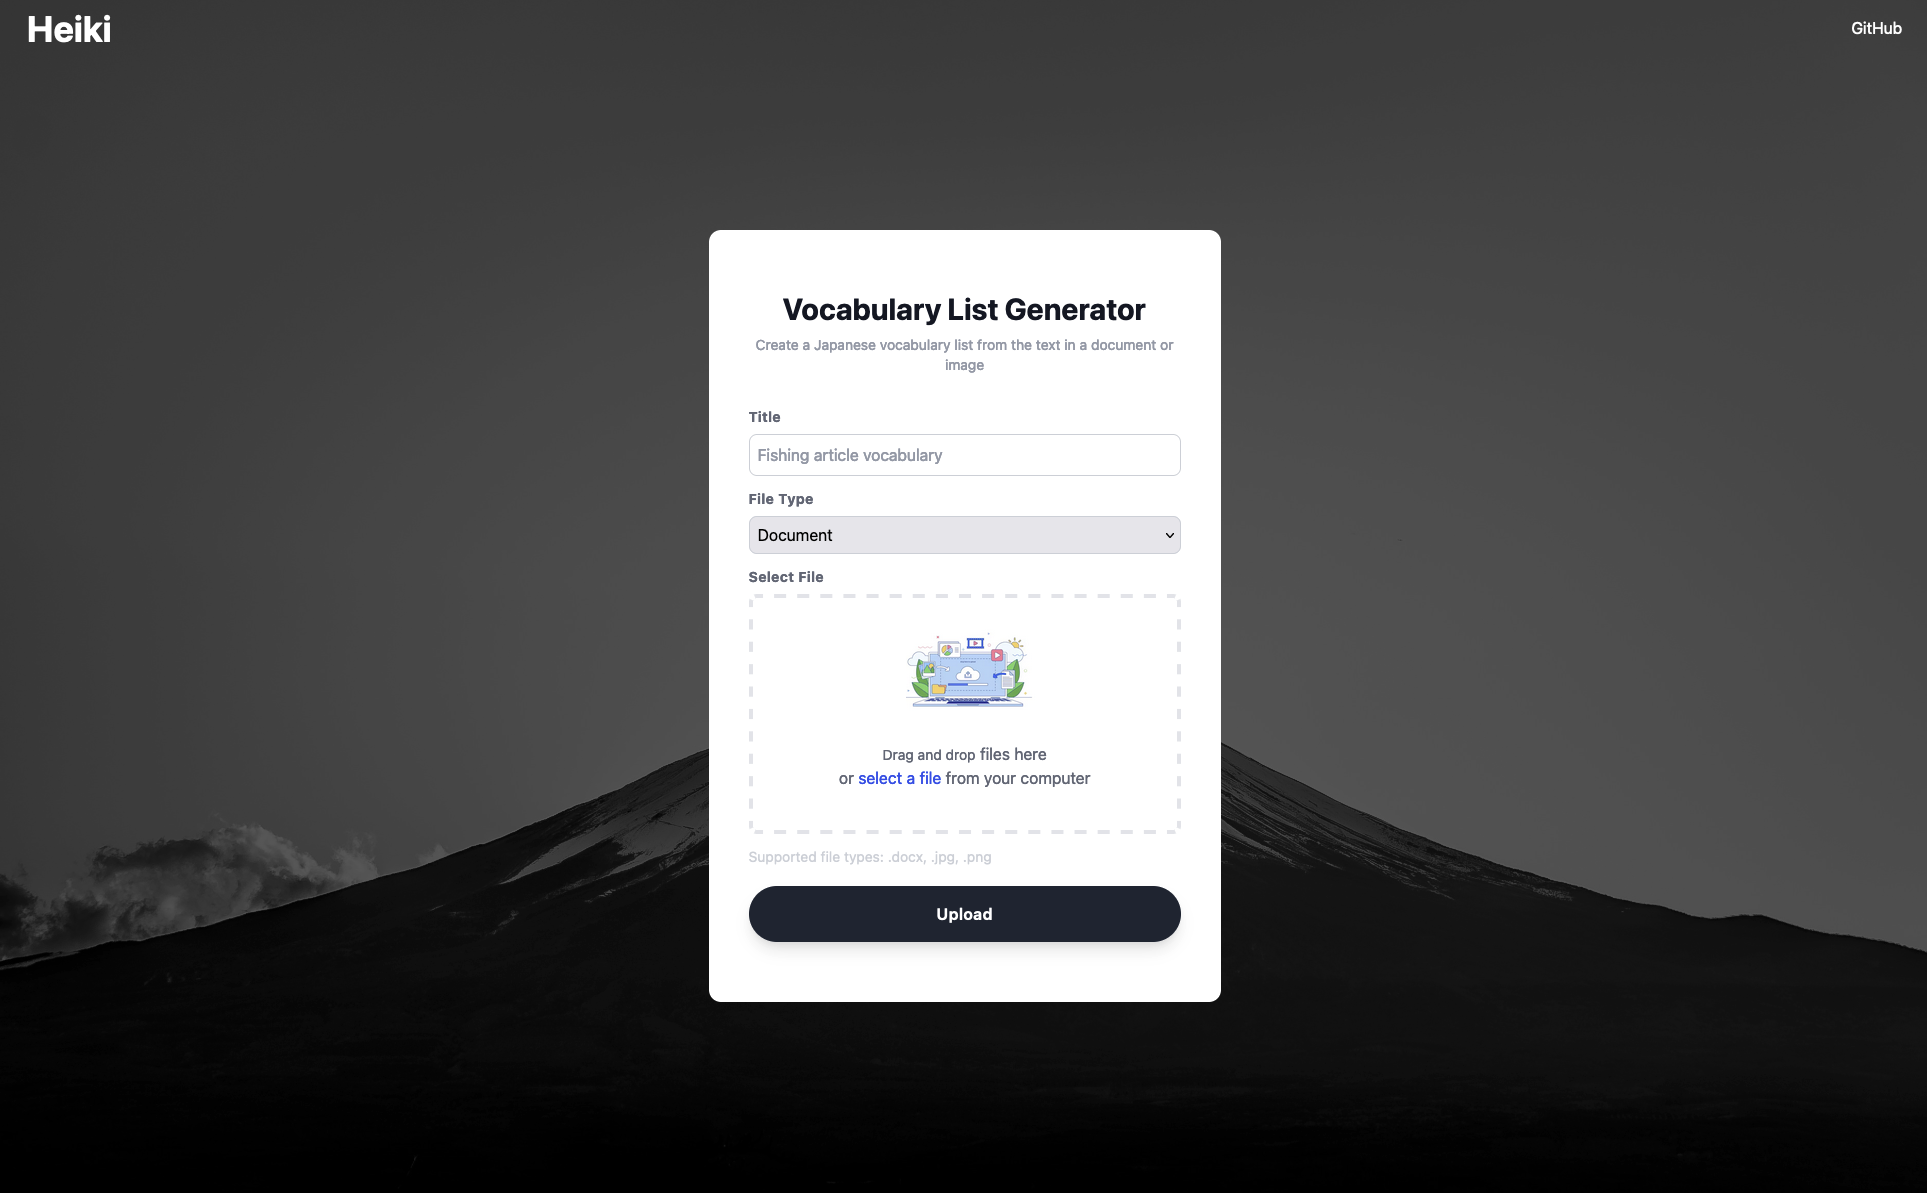 Heiki
GitHub
Vocabulary List Generator
Create a Japanese vocabulary list from the text in a document or
image
Title
Fishing article vocabulary
File Type
Document
Select File
Drag and drop files here
or select a file from your computer
Supported file types: .docx, .jpg, .png
Upload